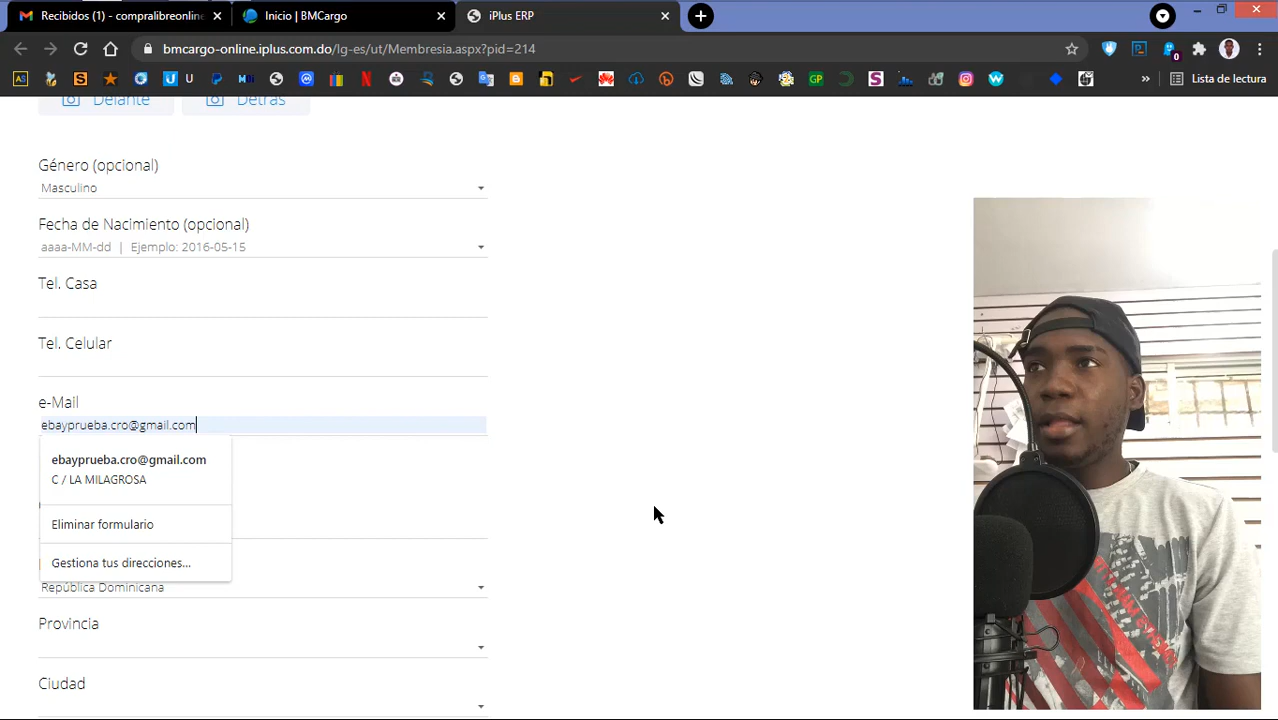 Recibidos (1) - compralibreonline
Inicio | BMCargo
iPlus ERP
bmcargo-online.iplus.com.do/lg-es/ut/Membresia.aspx?pid=214
Lista de lectura
Delante
Detrás
Género (opcional)
Masculino
Fecha de Nacimiento (opcional)
aaaa-MM-dd | Ejemplo: 2016-05-15
Tel. Casa
Tel. Celular
e-Mail
ebayprueba.cro@gmail.com
ebayprueba.cro@gmail.com
C / LA MILAGROSA
Eliminar formulario
Gestiona tus direcciones...
República Dominicana
Provincia
Ciudad